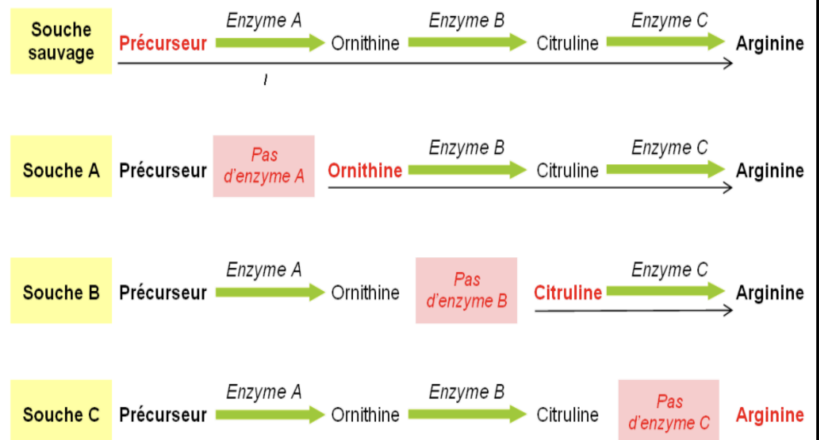 Souche sauvage Précurseur Enzyme A Ornithine Enzyme B Citruline Enzyme C Arginine
I
Souche A Précurseur Pas d'enzyme A Ornithine Enzyme B Citruline Enzyme C Arginine
Souche B Précurseur Enzyme A Ornithine Pas d'enzyme B Citruline Enzyme C Arginine
Souche C Précurseur Enzyme A Ornithine Enzyme B Citruline Pas d'enzyme C Arginine